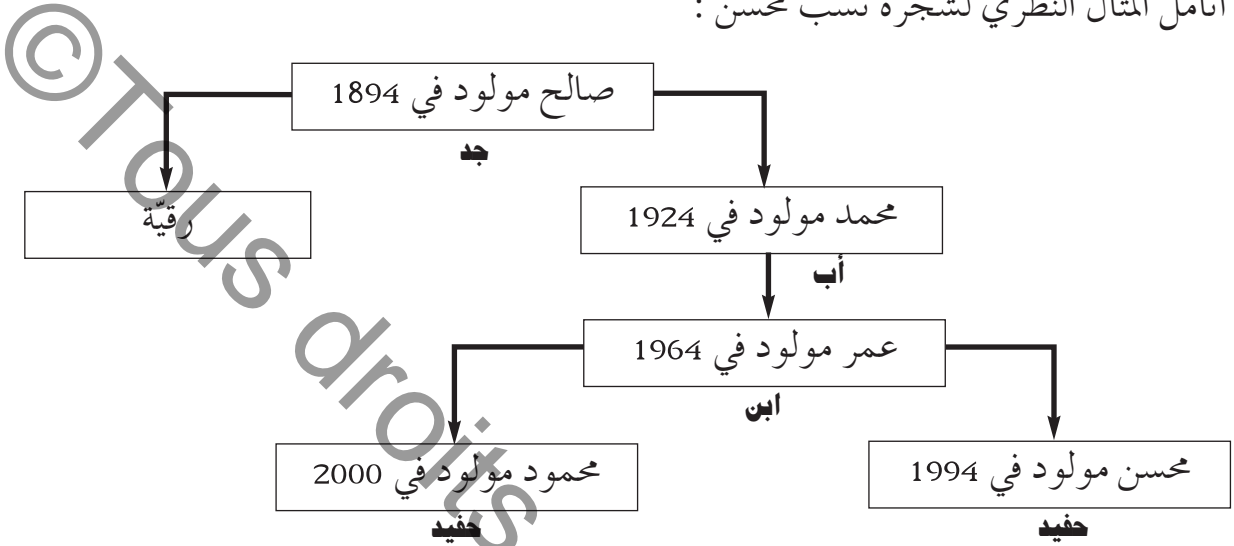 أتأمل المثال النظري لشجرة نسب محسن :
صالح مولود في 1894
جد
محمد مولود في 1924
أب
رقيّة
عمر مولود في 1964
ابن
محسن مولود في 1994
حفيد
محمود مولود في 2000
حفيد
©Tous droits